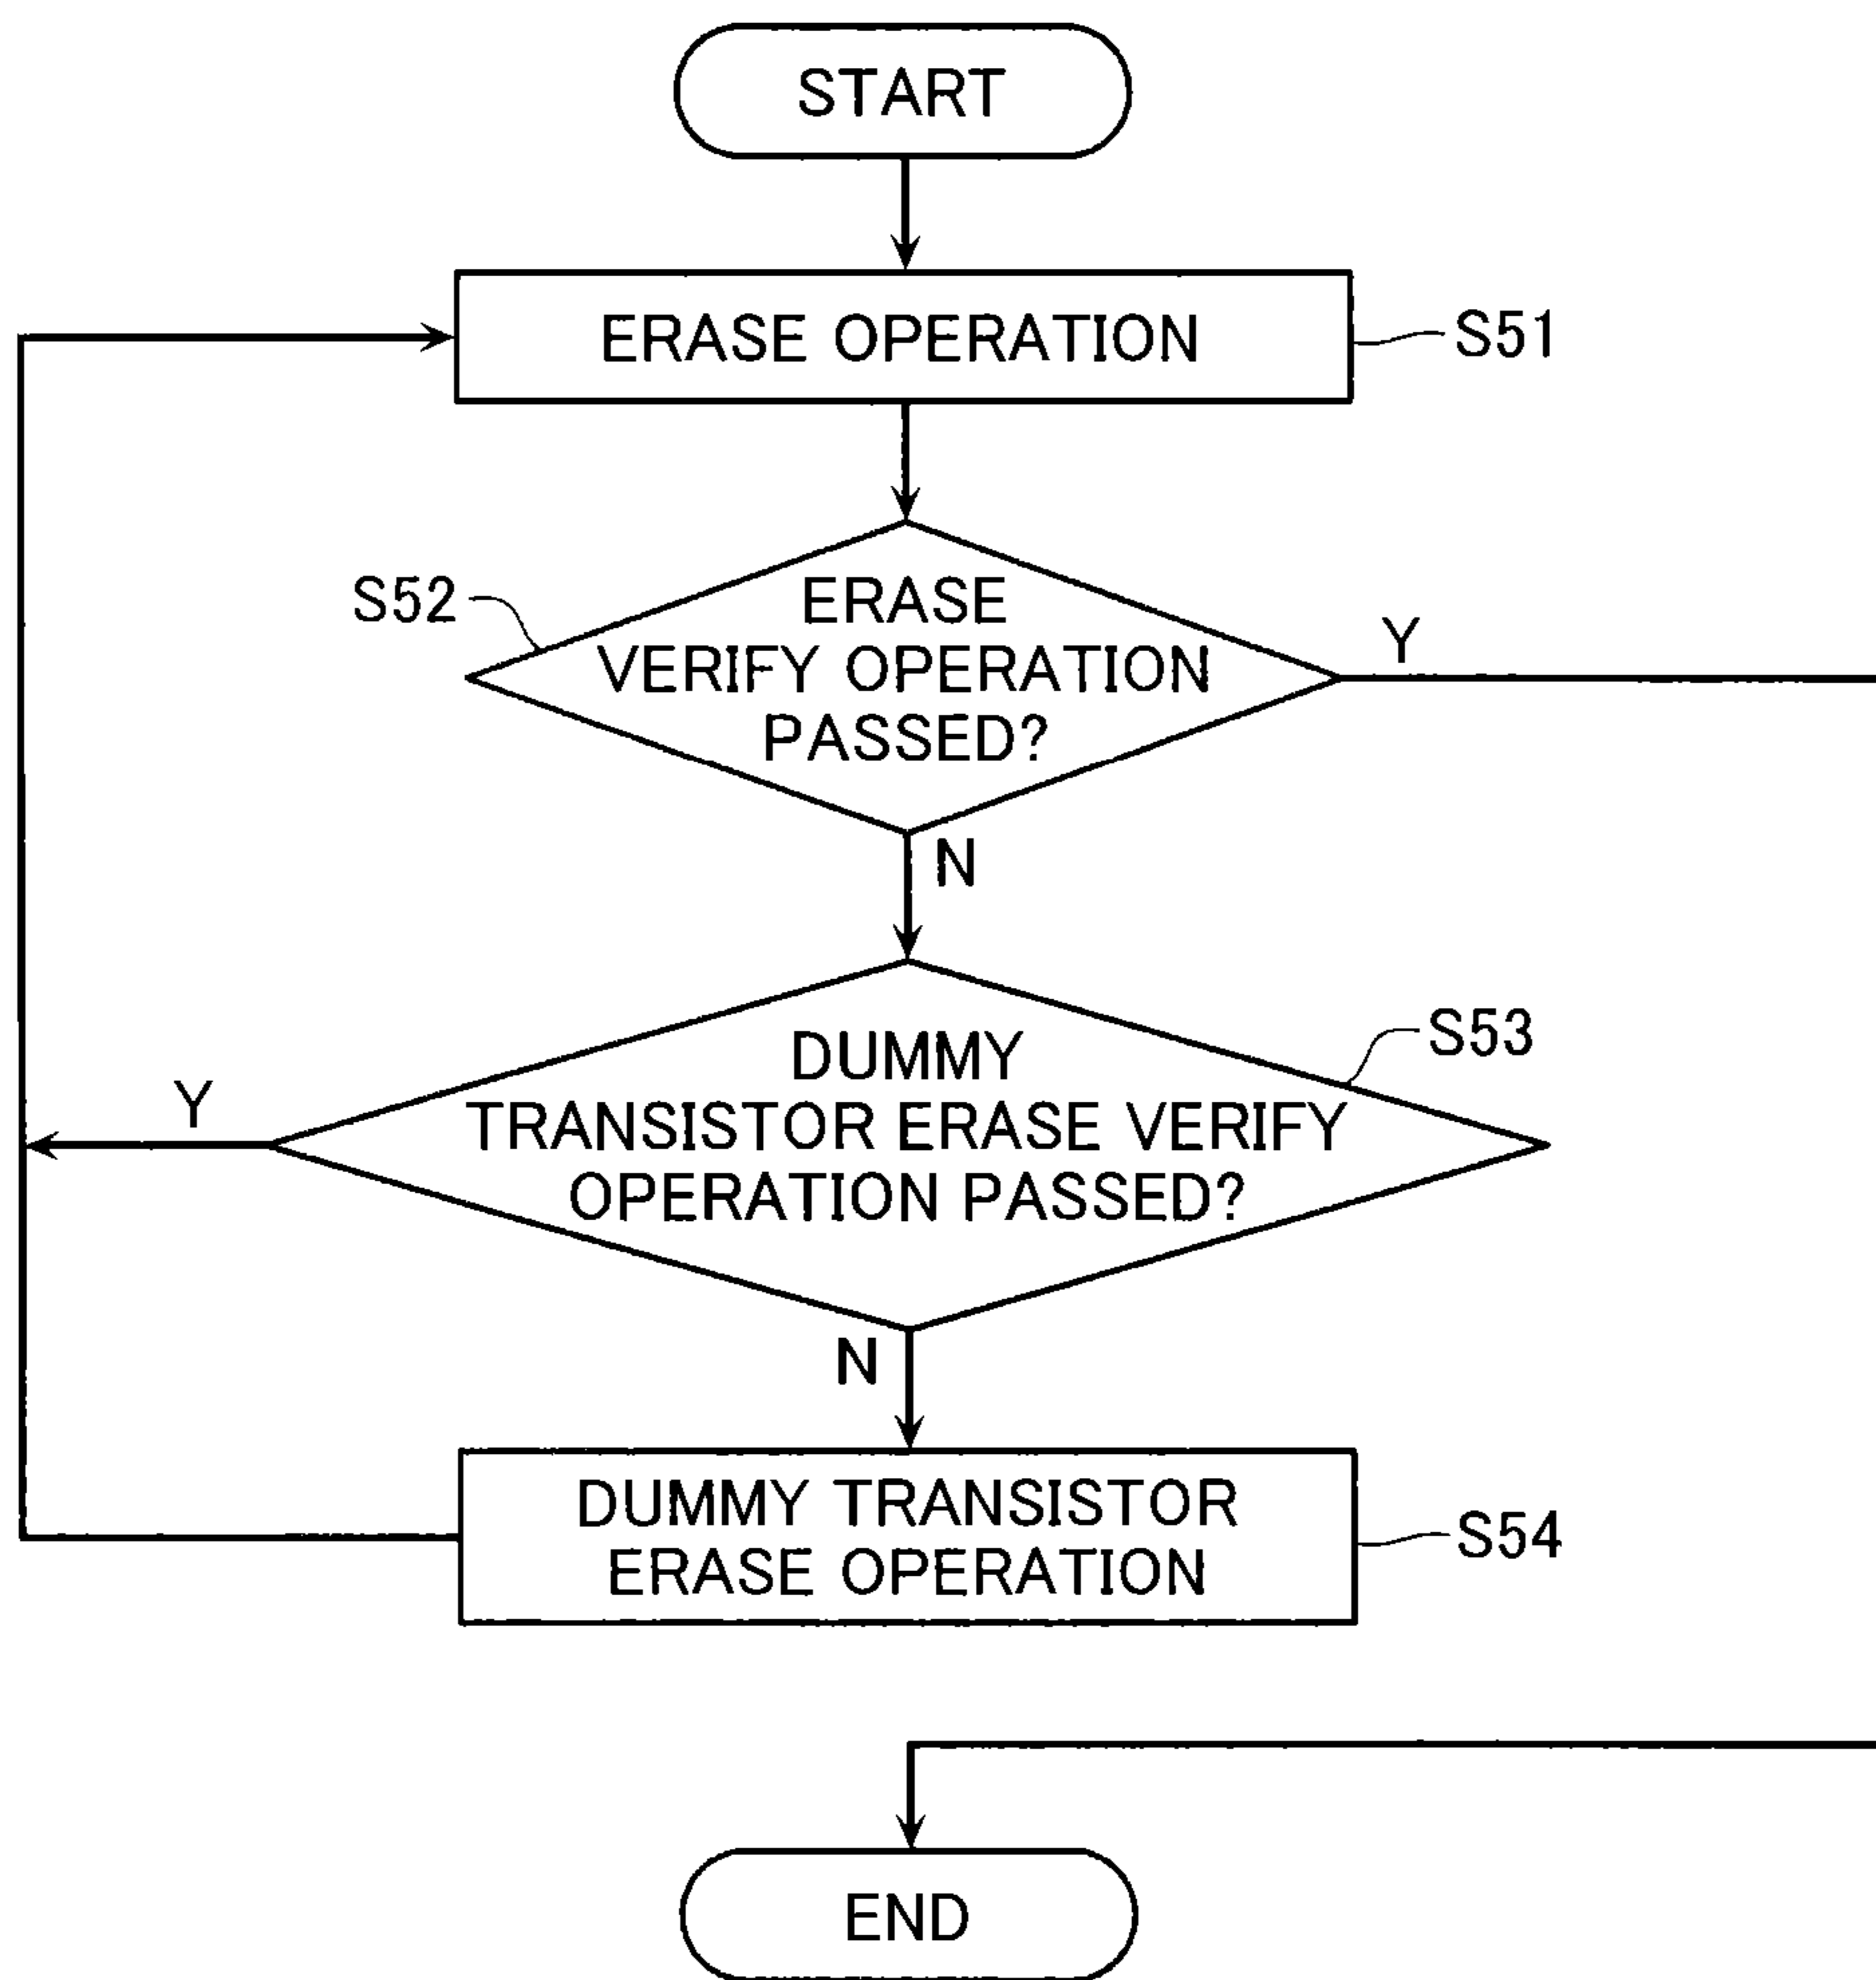 START
ERASE OPERATION
S51
S52
ERASE
VERIFY OPERATION
PASSED?
Y
N
S53
DUMMY
TRANSISTOR ERASE VERIFY
OPERATION PASSED?
Y
N
DUMMY TRANSISTOR
ERASE OPERATION
S54
END